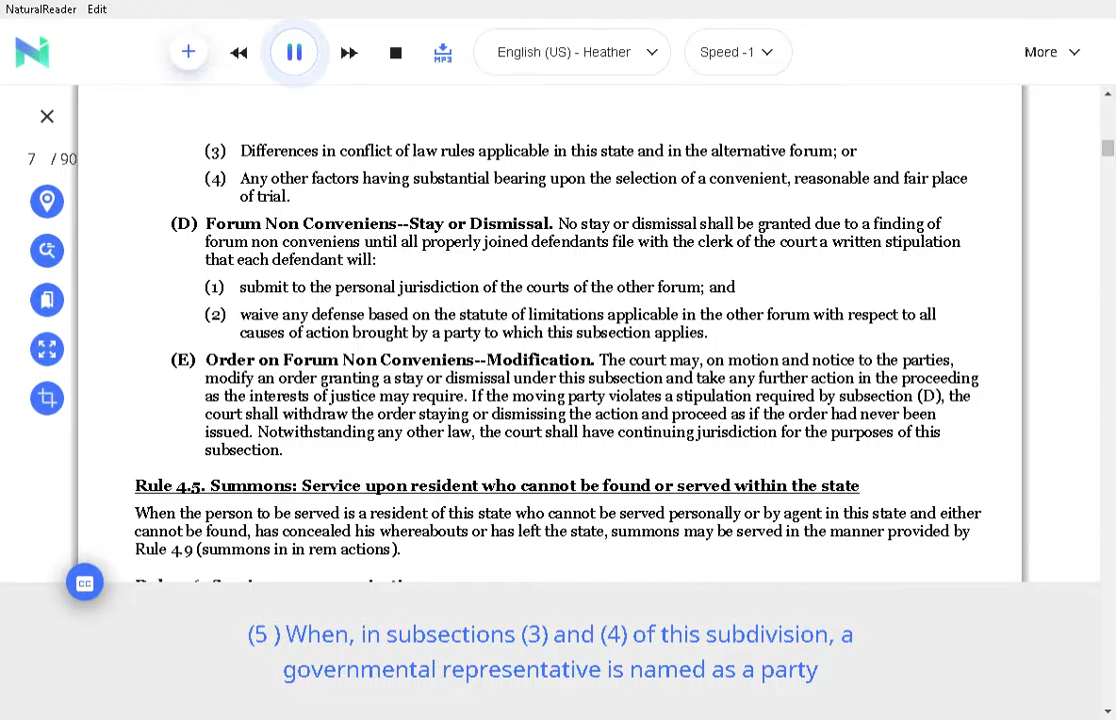 NaturalReader Edit
MP3
English (US) - Heather
Speed -1
More
7 / 90
(3) Differences in conflict of law rules applicable in this state and in the alternative forum; or
(4) Any other factors having substantial bearing upon the selection of a convenient, reasonable and fair place
of trial.
(D) Forum Non Conveniens--Stay or Dismissal. No stay or dismissal shall be granted due to a finding of
forum non conveniens until all properly joined defendants file with the clerk of the court a written stipulation
that each defendant will:
(1) submit to the personal jurisdiction of the courts of the other forum; and
(2) waive any defense based on the statute of limitations applicable in the other forum with respect to all
causes of action brought by a party to which this subsection applies.
(E) Order on Forum Non Conveniens--Modification. The court may, on motion and notice to the parties,
modify an order granting a stay or dismissal under this subsection and take any further action in the proceeding
as the interests of justice may require. If the moving party violates a stipulation required by subsection (D), the
court shall withdraw the order staying or dismissing the action and proceed as if the order had never been
issued. Notwithstanding any other law, the court shall have continuing jurisdiction for the purposes of this
subsection.
Rule 4.5. Summons: Service upon resident who cannot be found or served within the state
When the person to be served is a resident of this state who cannot be served personally or by agent in this state and either
cannot be found, has concealed his whereabouts or has left the state, summons may be served in the manner provided by
Rule 4.9 (summons in in rem actions).
CC
(5 ) When, in subsections (3) and (4) of this subdivision, a
governmental representative is named as a party